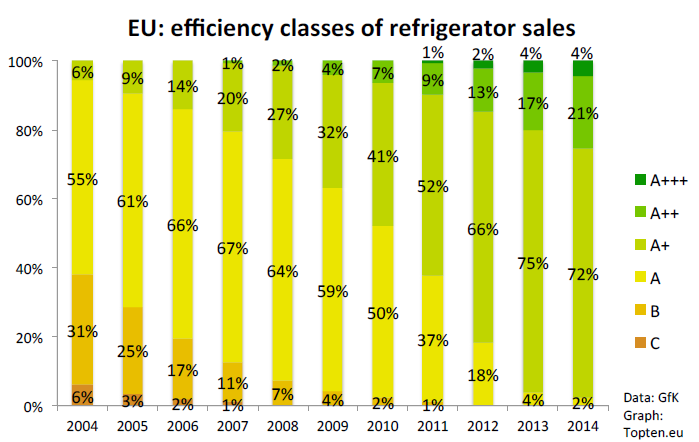 EU: efficiency classes of refrigerator sales
1% 2% 4% 4%
100% 6% 9% 14% 1% 2% 4% 7% 9% 13% 17% 21%
20% 27% 32% 41% 52% 66% 75% 72%
80%
60% 55% 61% 66% 67% 64% 59% 50% 37% 18% 4% 2%
40%
20% 31% 25% 17% 11% 7% 4% 2% 1%
0% 6% 3% 2% 1%
2004 2005 2006 2007 2008 2009 2010 2011 2012 2013 2014
A+++
A++
A+
A
B
C
Data: GfK
Graph:
Topten.eu